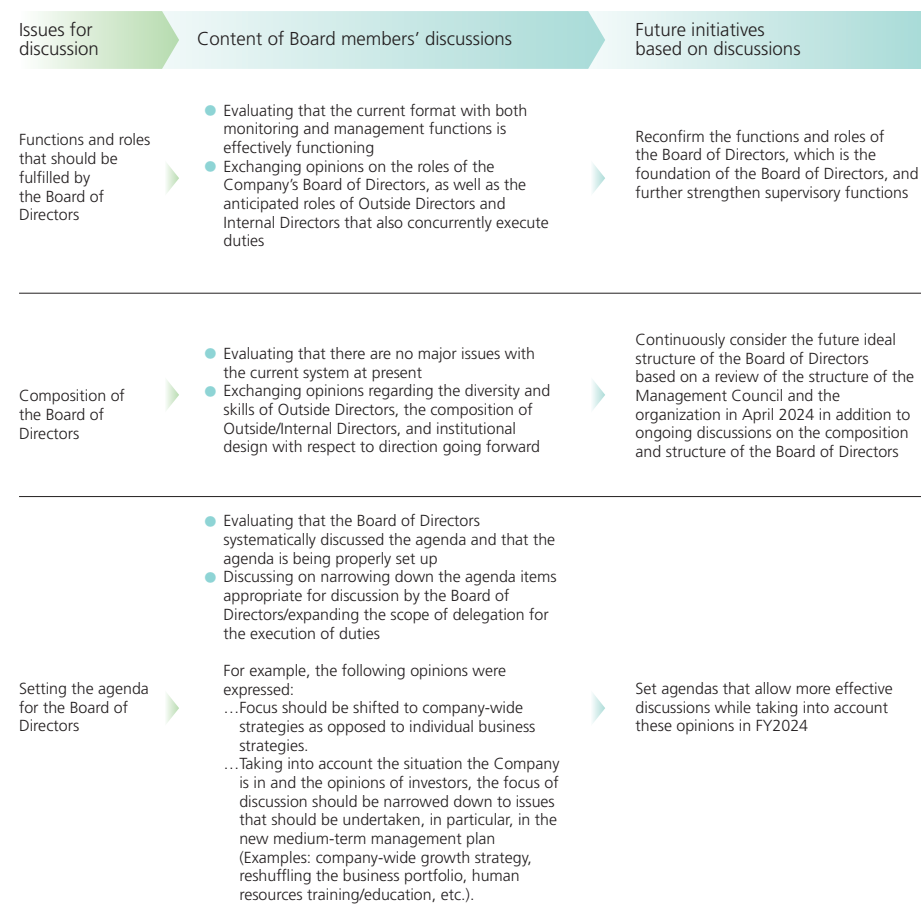 Issues for
discussion
Content of Board members’ discussions
Future initiatives
based on discussions
Functions and roles
that should be
fulfilled by
the Board of
Directors
● Evaluating that the current format with both
monitoring and management functions is
effectively functioning
● Exchanging opinions on the roles of the
Company’s Board of Directors, as well as the
anticipated roles of Outside Directors and
Internal Directors that also concurrently execute
duties
Reconfirm the functions and roles of
the Board of Directors, which is the
foundation of the Board of Directors, and
further strengthen supervisory functions
Composition of
the Board of
Directors
● Evaluating that there are no major issues with
the current system at present
● Exchanging opinions regarding the diversity and
skills of Outside Directors, the composition of
Outside/Internal Directors, and institutional
design with respect to direction going forward
Continuously consider the future ideal
structure of the Board of Directors
based on a review of the structure of the
Management Council and the
organization in April 2024 in addition to
ongoing discussions on the composition
and structure of the Board of Directors
Setting the agenda
for the Board of
Directors
● Evaluating that the Board of Directors
systematically discussed the agenda and that the
agenda is being properly set up
● Discussing on narrowing down the agenda items
appropriate for discussion by the Board of
Directors/expanding the scope of delegation for
the execution of duties
For example, the following opinions were
expressed:
…Focus should be shifted to company-wide
strategies as opposed to individual business
strategies.
…Taking into account the situation the Company
is in and the opinions of investors, the focus of
discussion should be narrowed down to issues
that should be undertaken, in particular, in the
new medium-term management plan
(Examples: company-wide growth strategy,
reshuffling the business portfolio, human
resources training/education, etc.).
Set agendas that allow more effective
discussions while taking into account
these opinions in FY2024